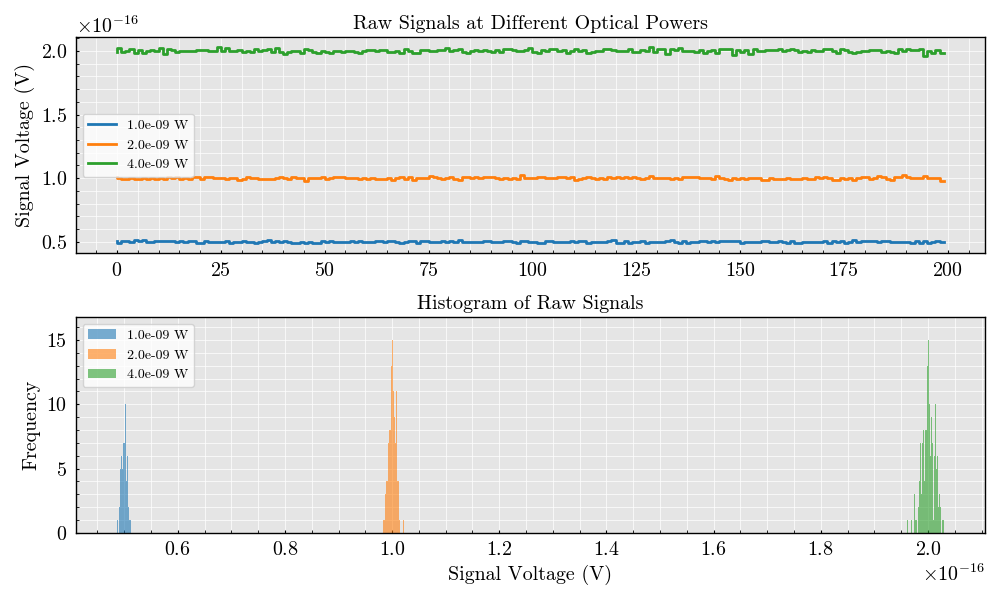 Raw Signals at Different Optical Powers
×10⁻¹⁶
2.0
1.5
1.0
0.5
Signal Voltage (V)
1.0e-09 W
2.0e-09 W
4.0e-09 W
0 25 50 75 100 125 150 175 200
Histogram of Raw Signals
15
10
5
0
Frequency
1.0e-09 W
2.0e-09 W
4.0e-09 W
0.6 0.8 1.0 1.2 1.4 1.6 1.8 2.0
Signal Voltage (V)
×10⁻¹⁶